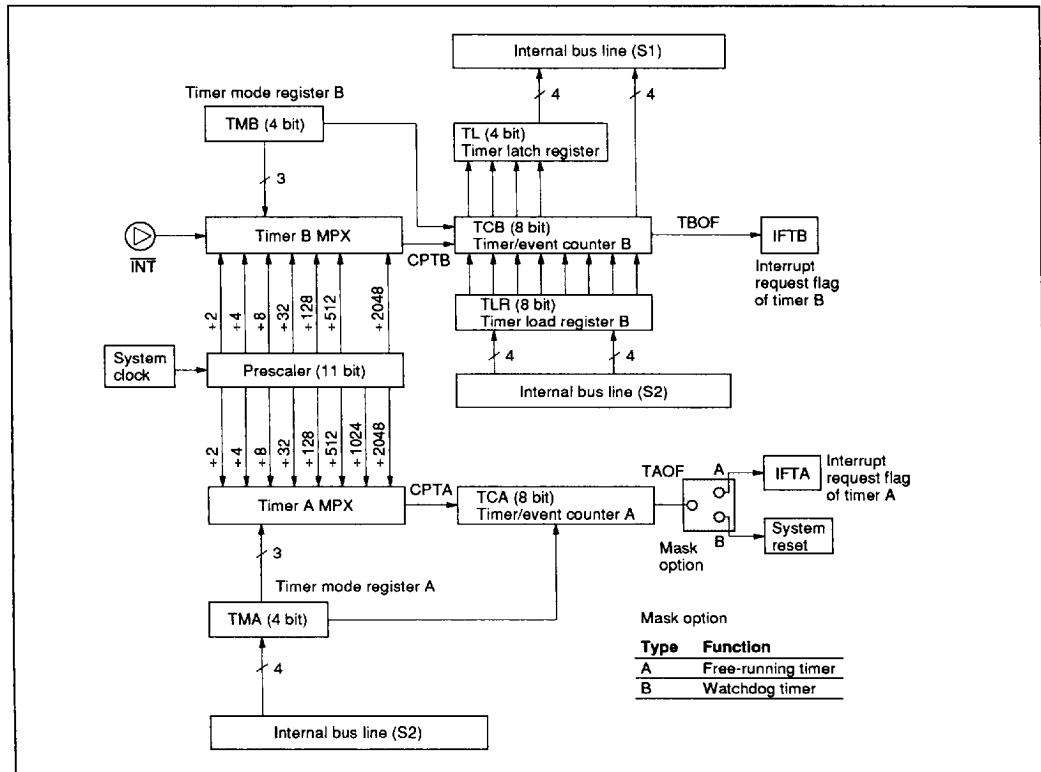 Internal bus line (S1)
4
4
Timer mode register B
TMB (4 bit)
TL (4 bit)
Timer latch register
3
INT
Timer B MPX
CPTB
TCB (8 bit)
Timer/event counter B
TBOF
IFTB
Interrupt
request flag
of timer B
÷2
÷4
÷8
÷32
÷128
÷512
÷2048
TLR (8 bit)
Timer load register B
4
4
System
clock
Prescaler (11 bit)
Internal bus line (S2)
÷2
÷4
÷8
÷32
÷128
÷512
÷1024
÷2048
Timer A MPX
CPTA
TCA (8 bit)
Timer/event counter A
TAOF
A
IFTA
Interrupt
request flag
of timer A
B
System
reset
Mask
option
3
Timer mode register A
TMA (4 bit)
4
Internal bus line (S2)
Mask option
Type Function
A Free-running timer
B Watchdog timer